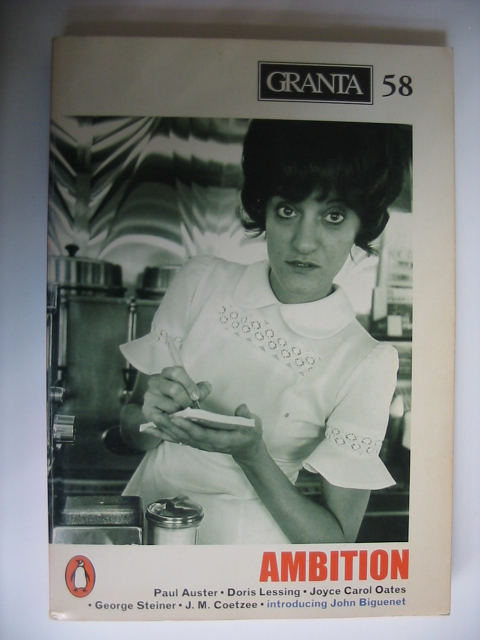 GRANTA 58
AMBITION
Paul Auster • Doris Lessing • Joyce Carol Oates
• George Steiner • J. M. Coetzee • introducing John Biguenet